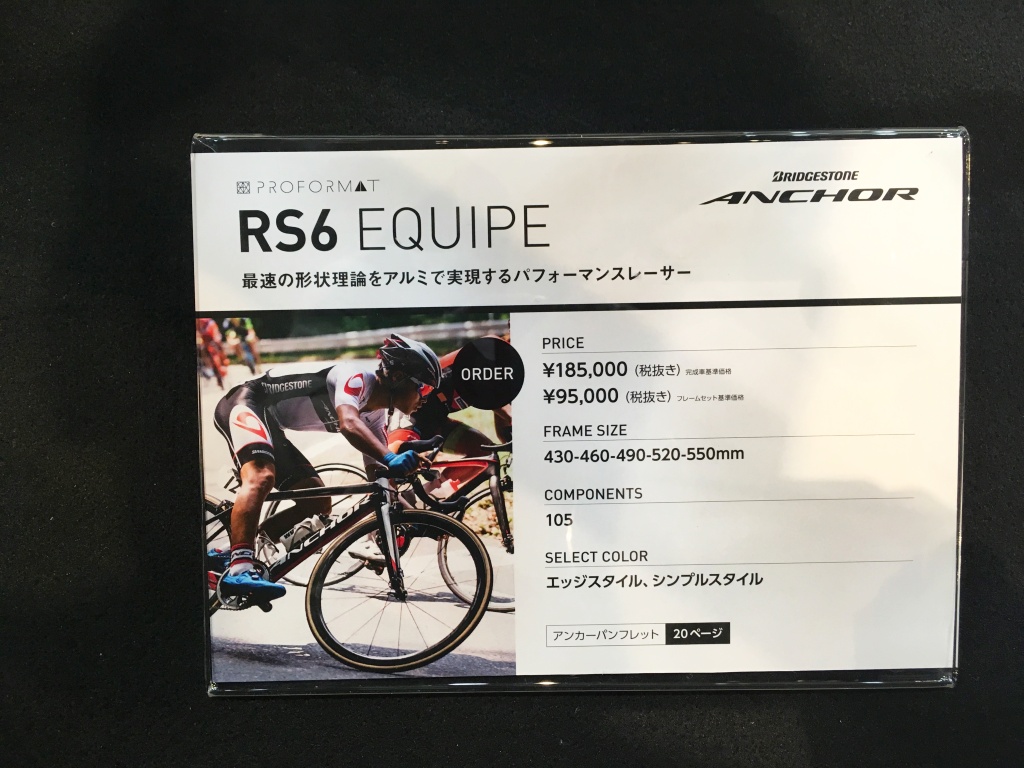 PROFORMAT
BRIDGESTONE
ANCHOR
RS6 EQUIPE
最速の形状理論をアルミで実現するパフォーマンスレーサー
BRIDGESTONE
ANCHOR
ORDER
PRICE
¥185,000（税抜き）完成車基準価格
¥95,000（税抜き）フレームセット基準価格
FRAME SIZE
430-460-490-520-550mm
COMPONENTS
105
SELECT COLOR
エッジスタイル、シンプルスタイル
アンカーパンフレット 20ページ